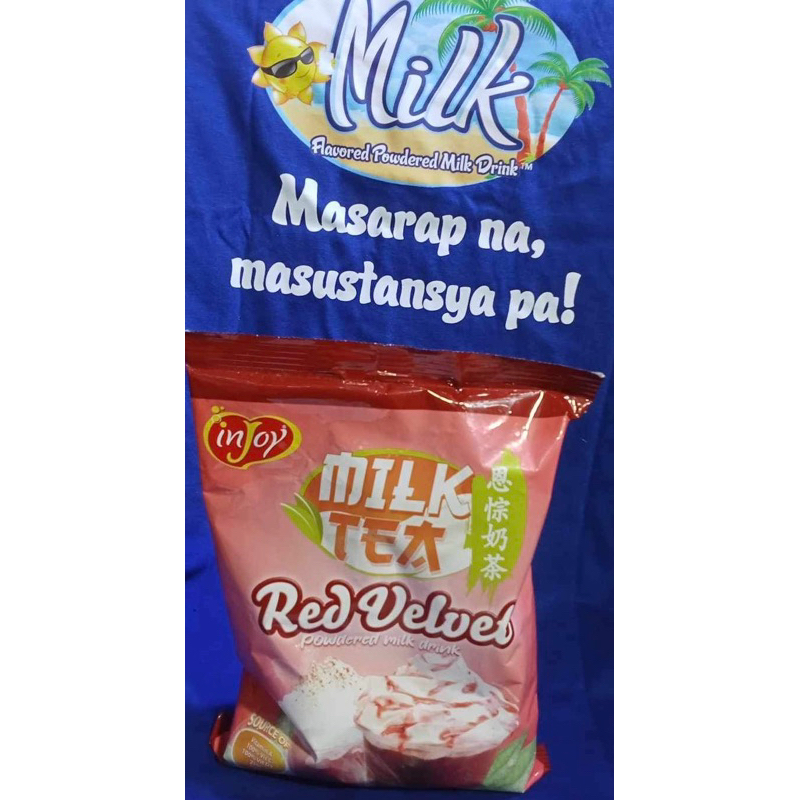 Milk
Flavored Powdered Milk Drink™
Masarap na,
masustansya pa!
inJoy
MILK
TEA
恩惊奶茶
Red Velvet
powdered milk drink
SOURCE OF